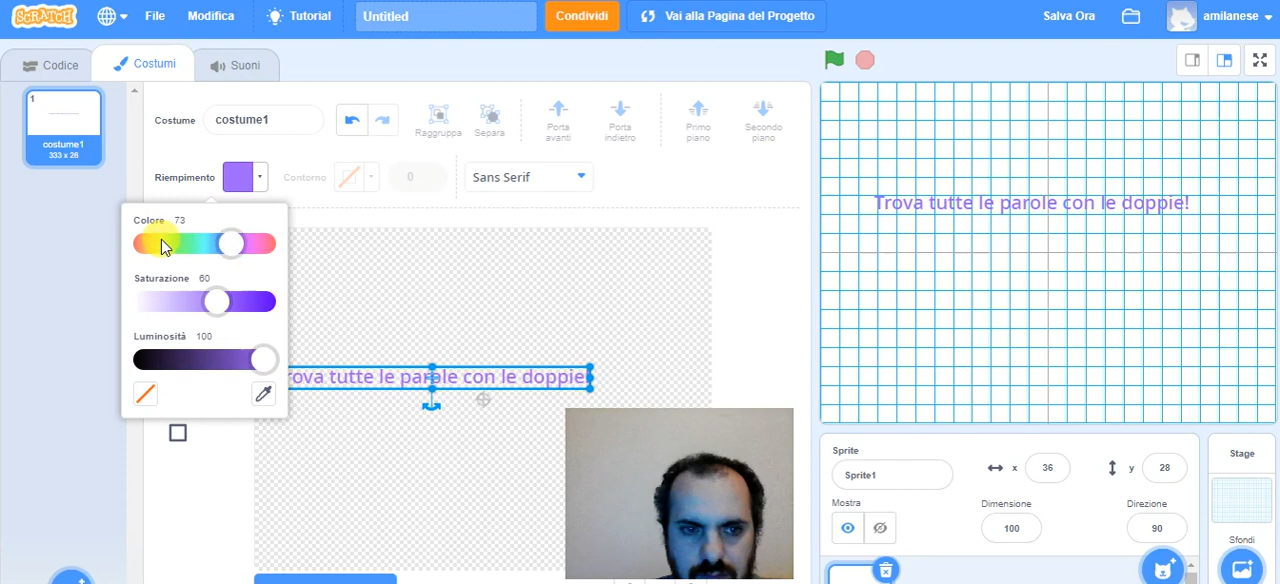 SCRATCH
File
Modifica
Tutorial
Untitled
Condividi
Vai alla Pagina del Progetto
Salva Ora
amilanese
Codice
Costumi
Suoni
1
costume1
333 x 28
Costume
costume1
Raggruppa
Separa
Porta avanti
Porta indietro
Primo piano
Secondo piano
Riempimento
Contorno
0
Sans Serif
Colore 73
Saturazione 60
Luminosità 100
rova tutte le parole con le doppie!
Trova tutte le parole con le doppie!
Sprite
Sprite1
x 36
y 28
Mostra
Dimensione
100
Direzione
90
Stage
Sfondi